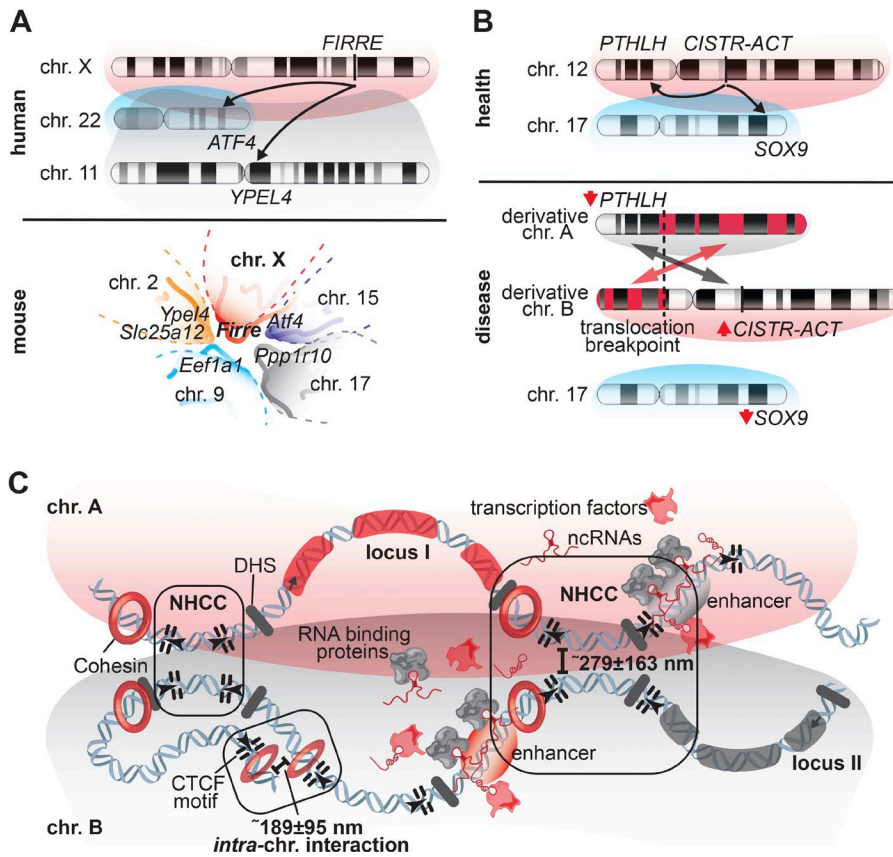 A
FIRRE
chr. X
chr. 22
ATF4
chr. 11
YPEL4
human
mouse
chr. X
chr. 2
chr. 15
Ypel4
Slc25a12
Firre
Atf4
Eef1a1
Ppp1r10
chr. 9
chr. 17
B
PTHLH
CISTR-ACT
chr. 12
chr. 17
SOX9
health
disease
PTHLH
derivative
chr. A
derivative
chr. B
translocation
breakpoint
CISTR-ACT
chr. 17
SOX9
C
chr. A
transcription factors
ncRNAs
locus I
DHS
NHCC
NHCC
enhancer
RNA binding
proteins
Cohesin
~279±163 nm
enhancer
locus II
CTCF
motif
~189±95 nm
intra-chr. interaction
chr. B